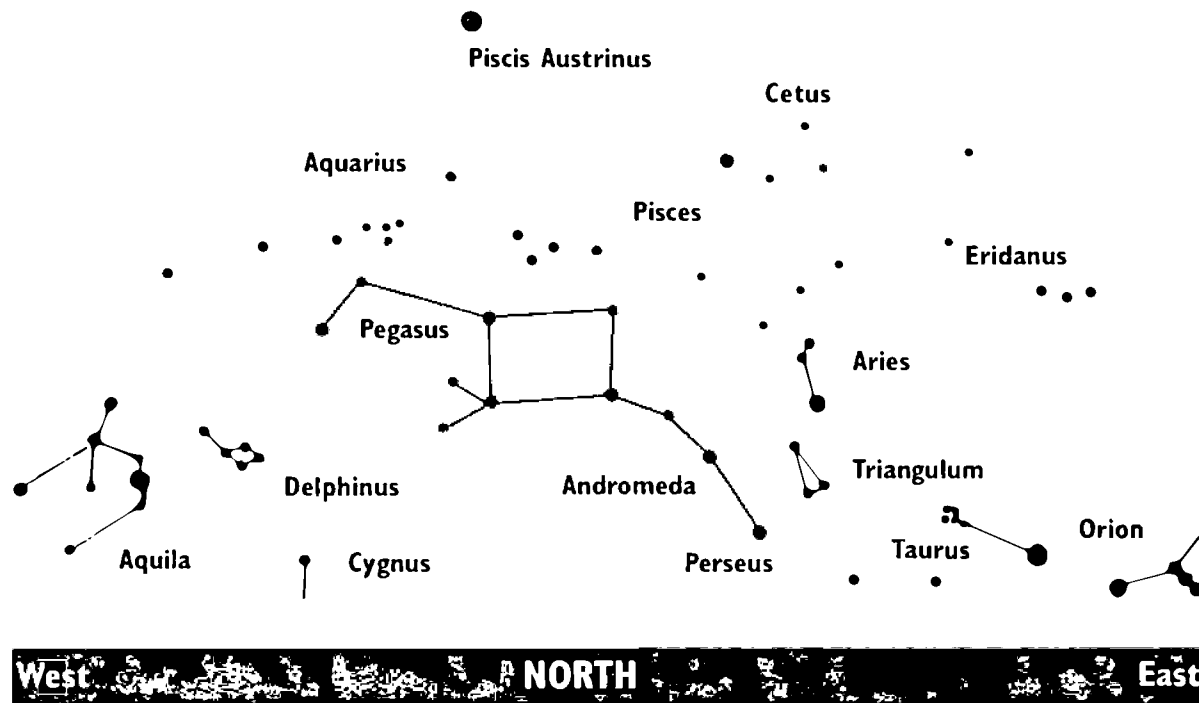 Piscis Austrinus
Cetus
Aquarius
Pisces
Eridanus
Pegasus
Aries
Delphinus
Andromeda
Triangulum
Aquila
Cygnus
Perseus
Taurus
Orion
West NORTH East